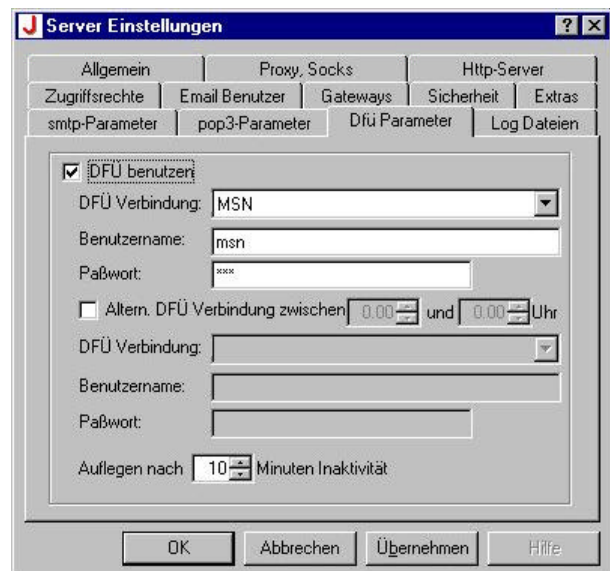 J Server Einstellungen ? X
Allgemein Proxy, Socks Http-Server
Zugriffsrechte Email Benutzer Gateways Sicherheit Extras
smtp-Parameter pop3-Parameter Dfü Parameter Log Dateien
DFÜ benutzen
DFÜ Verbindung: MSN
Benutzername: msn
Paßwort: ***
Altern. DFÜ Verbindung zwischen 0.00 und 0.00 Uhr
DFÜ Verbindung:
Benutzername:
Paßwort:
Auflegen nach 10 Minuten Inaktivität
OK Abbrechen Übernehmen Hilfe